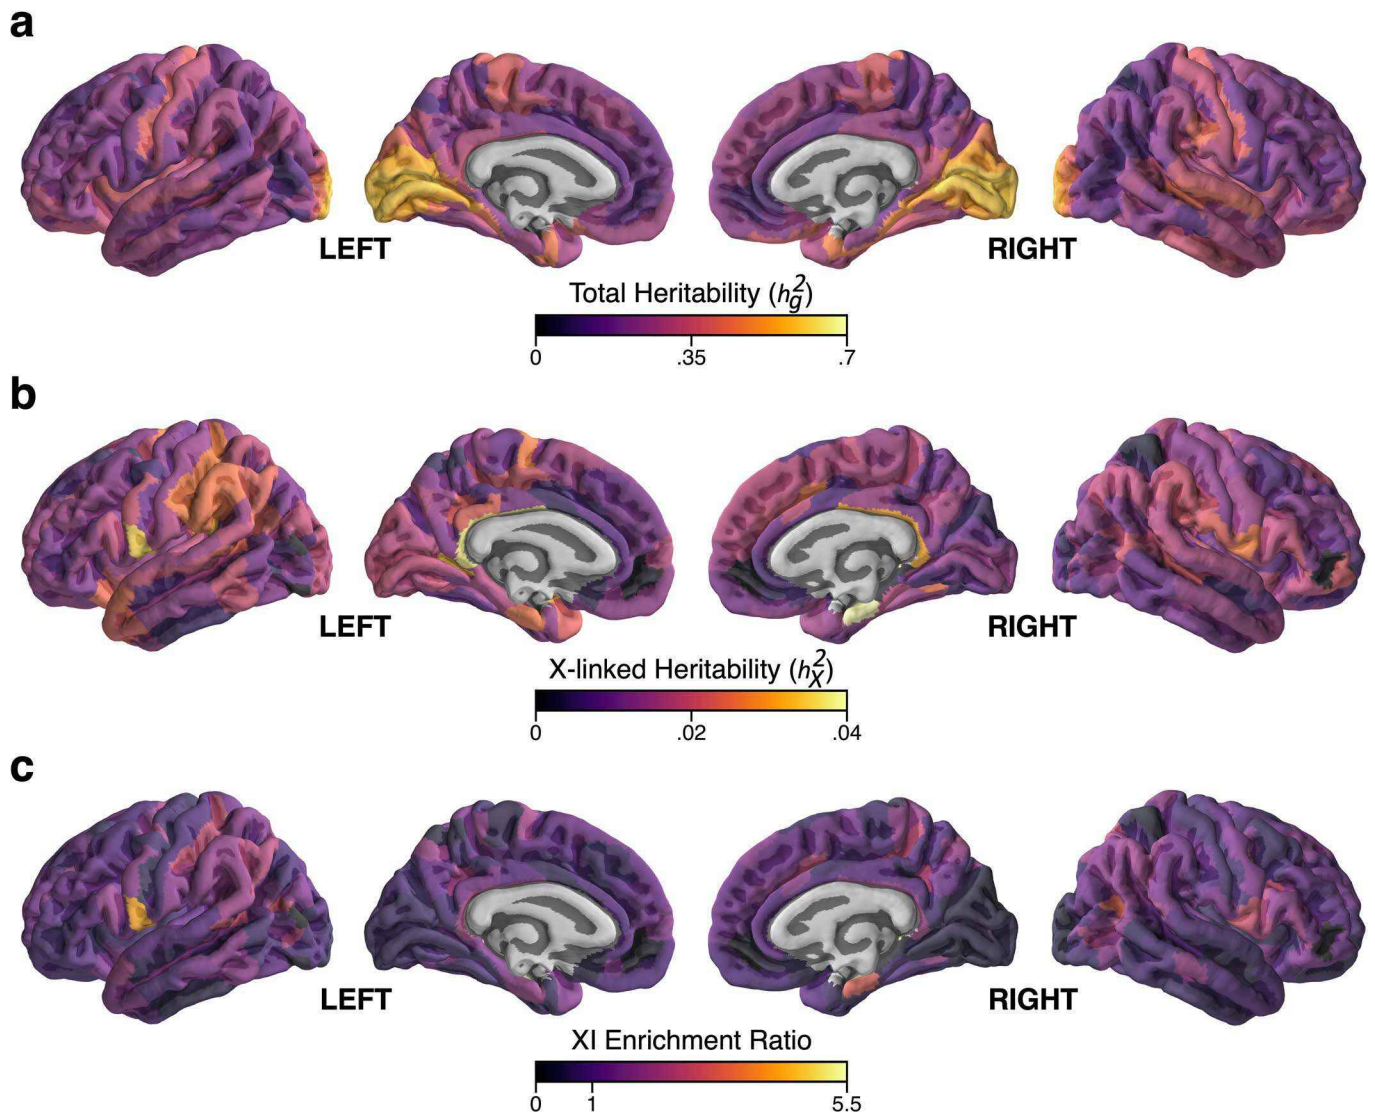 a
LEFT
RIGHT
Total Heritability (h²g)
0 .35 .7
b
LEFT
RIGHT
X-linked Heritability (h²X)
0 .02 .04
c
LEFT
RIGHT
XI Enrichment Ratio
0 1 5.5